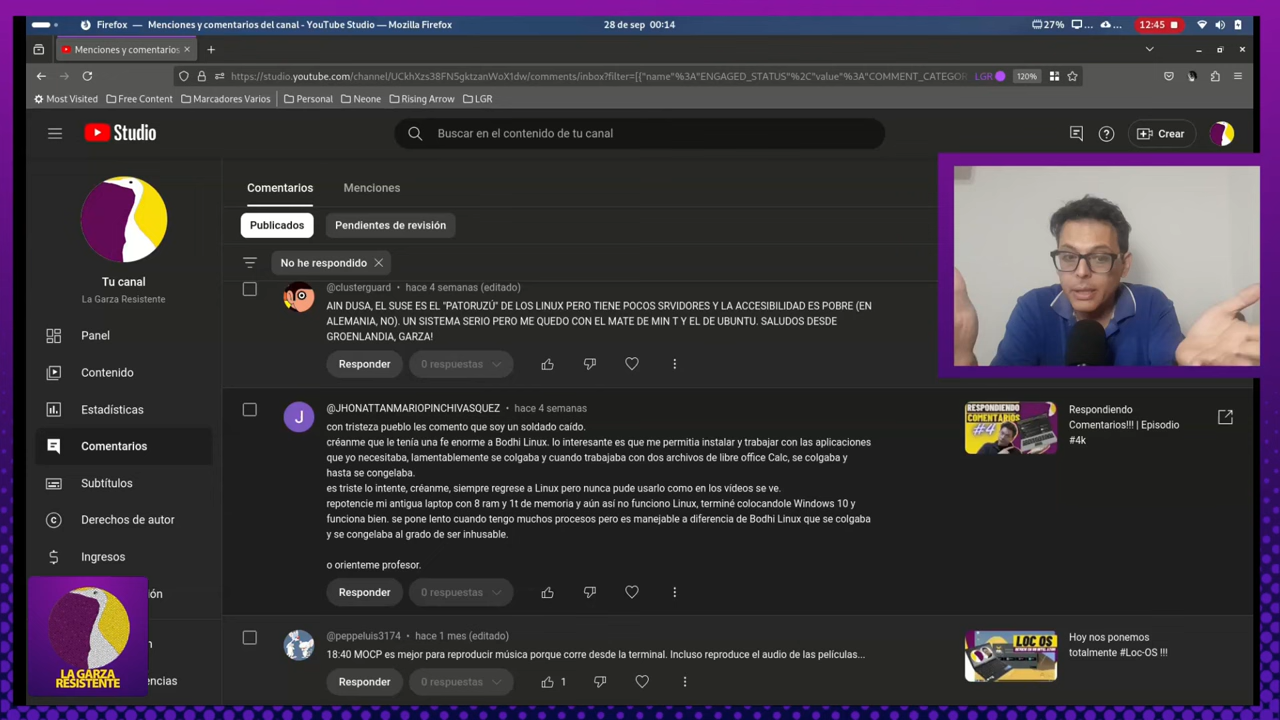 Firefox — Menciones y comentarios del canal - YouTube Studio — Mozilla Firefox
28 de sep 00:14
27%
12:45
Menciones y comentarios
https://studio.youtube.com/channel/UCkhXzs38FN5gktzanWoX1dw/comments/inbox?filter=[{"name"%3A"ENGAGED_STATUS"%2C"value"%3A"COMMENT_CATEGOR
LGR
120%
Most Visited
Free Content
Marcadores Varios
Personal
Neone
Rising Arrow
LGR
Studio
Buscar en el contenido de tu canal
Crear
Tu canal
La Garza Resistente
Panel
Contenido
Estadísticas
Comentarios
Subtítulos
Derechos de autor
Ingresos
LA GARZA
RESISTENTE
Comentarios
Menciones
Publicados
Pendientes de revisión
No he respondido
@clusterguard • hace 4 semanas (editado)
AIN DUSA, EL SUSE ES EL "PATORUZÚ" DE LOS LINUX PERO TIENE POCOS SRVIDORES Y LA ACCESIBILIDAD ES POBRE (EN
ALEMANIA, NO). UN SISTEMA SERIO PERO ME QUEDO CON EL MATE DE MIN T Y EL DE UBUNTU. SALUDOS DESDE
GROENLANDIA, GARZA!
Responder
0 respuestas
J
@JHONATTANMARIOPINCHIVASQUEZ • hace 4 semanas
con tristeza pueblo les comento que soy un soldado caído.
créanme que le tenía una fe enorme a Bodhi Linux. lo interesante es que me permitia instalar y trabajar con las aplicaciones
que yo necesitaba, lamentablemente se colgaba y cuando trabajaba con dos archivos de libre office Calc, se colgaba y
hasta se congelaba.
es triste lo intente, créanme, siempre regrese a Linux pero nunca pude usarlo como en los vídeos se ve.
repotencie mi antigua laptop con 8 ram y 1t de memoria y aún así no funciono Linux, terminé colocandole Windows 10 y
funciona bien. se pone lento cuando tengo muchos procesos pero es manejable a diferencia de Bodhi Linux que se colgaba
y se congelaba al grado de ser inhusable.
o orienteme profesor.
Responder
0 respuestas
RESPONDIENDO
COMENTARIOS
#4
Respondiendo
Comentarios!!! | Episodio
#4k
@peppeluis3174 • hace 1 mes (editado)
18:40 MOCP es mejor para reproducir música porque corre desde la terminal. Incluso reproduce el audio de las películas...
Responder
0 respuestas
1
LOC OS
Hoy nos ponemos
totalmente #Loc-OS !!!